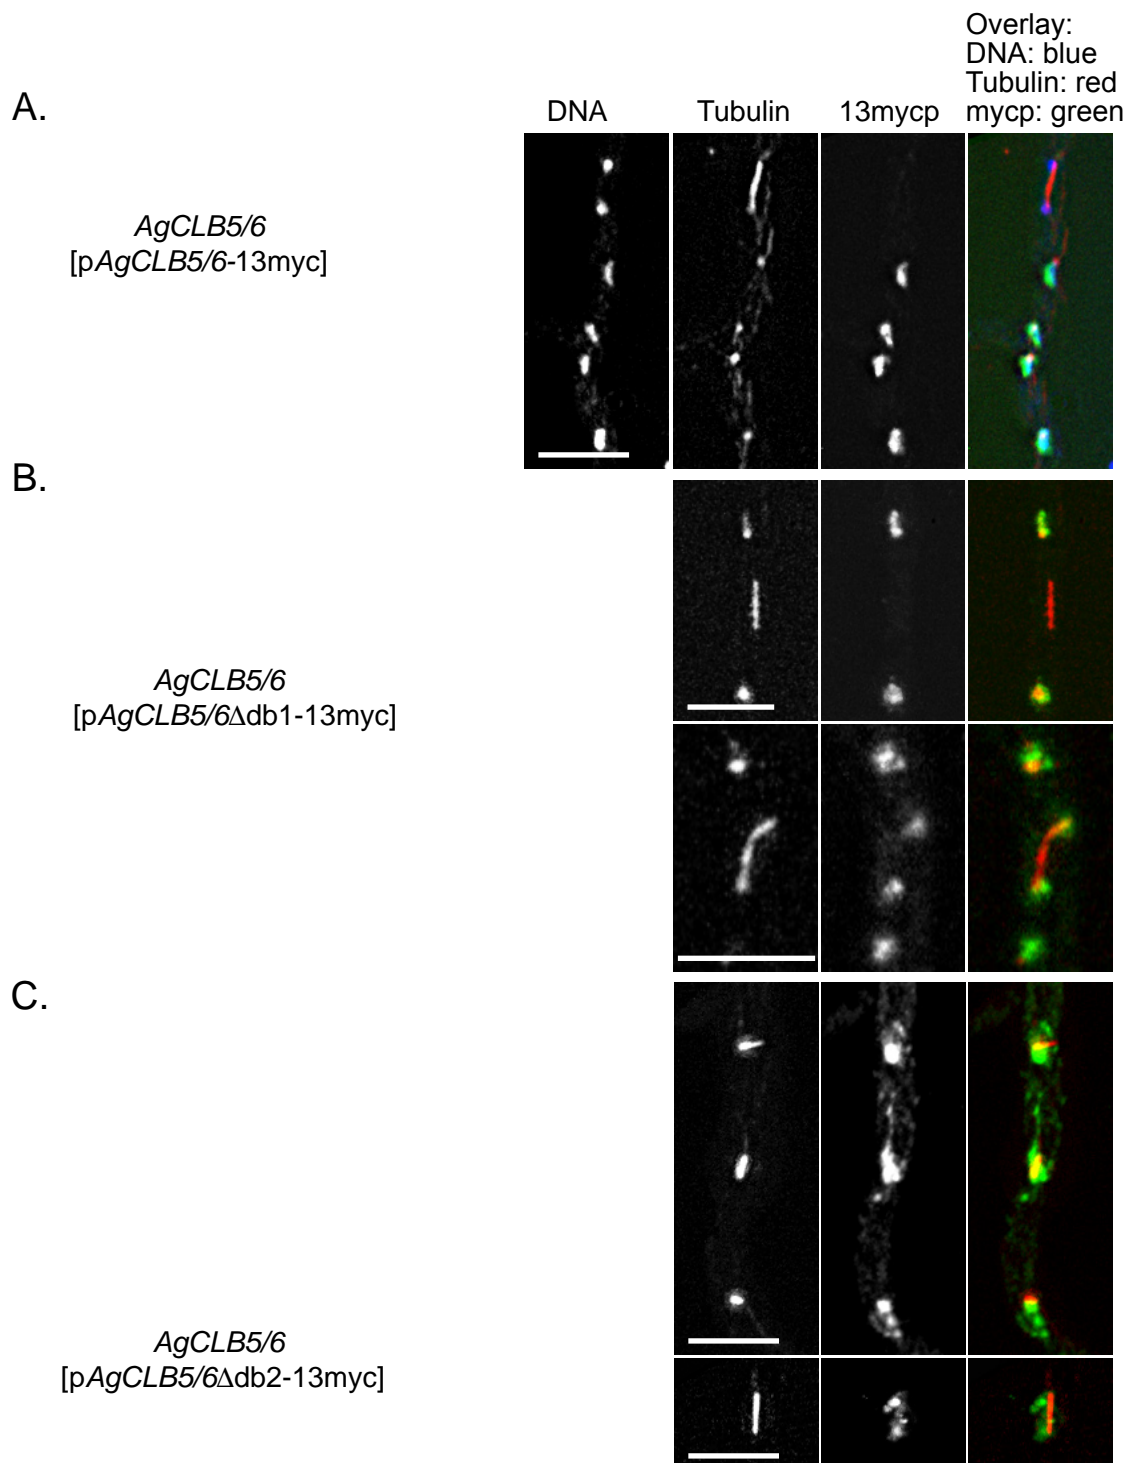 Overlay:
DNA: blue
Tubulin: red
mycp: green
A.
DNA
Tubulin
13mycp
AgCLB5/6
[pAgCLB5/6-13myc]
B.
AgCLB5/6
[pAgCLB5/6Δdb1-13myc]
C.
AgCLB5/6
[pAgCLB5/6Δdb2-13myc]